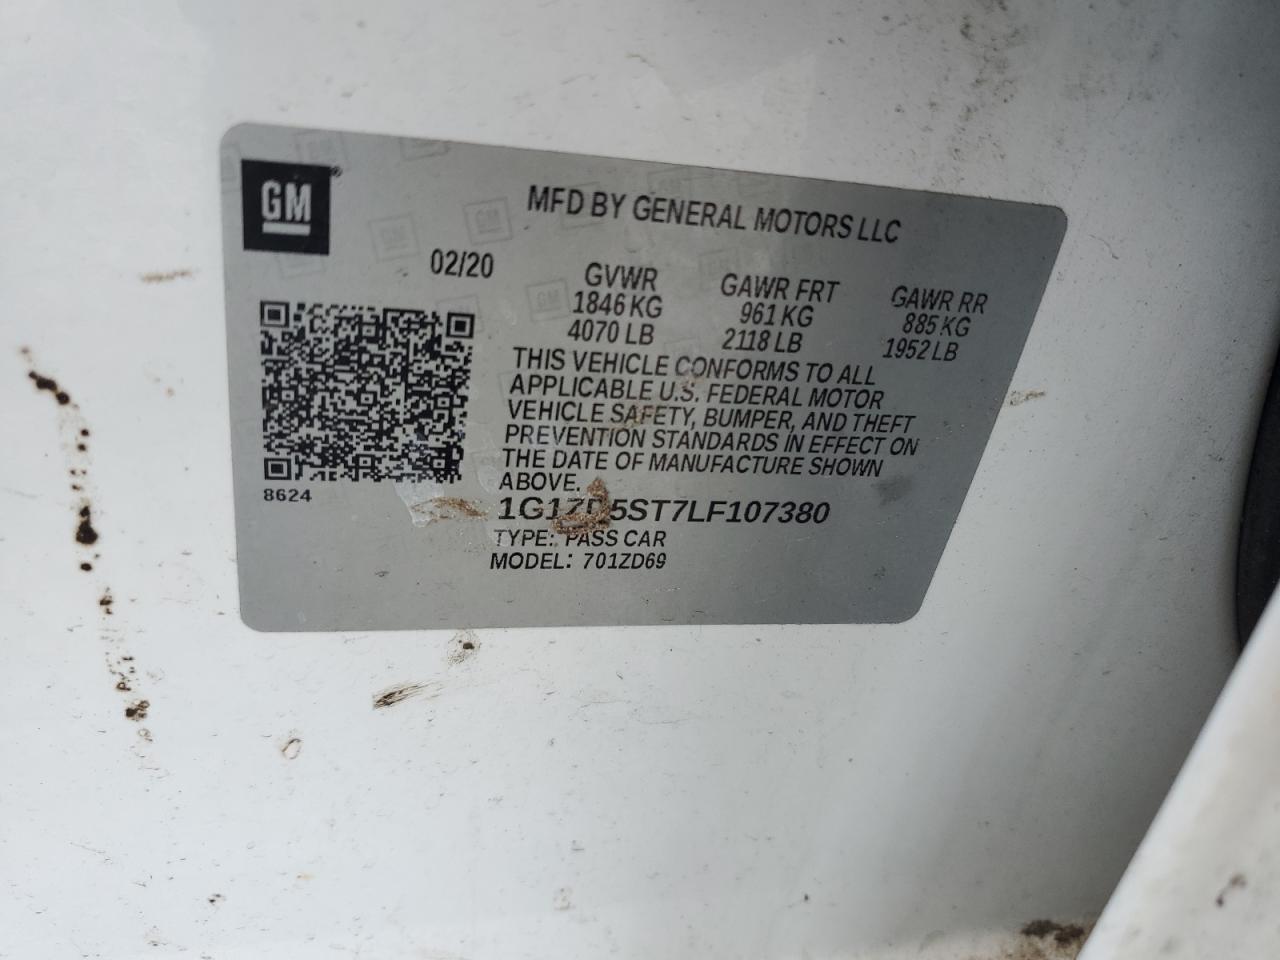 GM
MFD BY GENERAL MOTORS LLC
02/20
GVWR GAWR FRT GAWR RR
1846 KG 961 KG 885 KG
4070 LB 2118 LB 1952 LB
THIS VEHICLE CONFORMS TO ALL
APPLICABLE U.S. FEDERAL MOTOR
VEHICLE SAFETY, BUMPER, AND THEFT
PREVENTION STANDARDS IN EFFECT ON
THE DATE OF MANUFACTURE SHOWN
ABOVE.
8624
1G1ZD5ST7LF107380
TYPE: PASS CAR
MODEL: 701ZD69